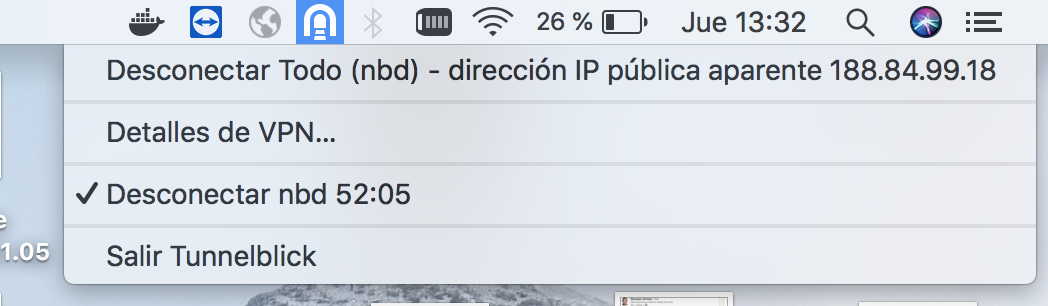 26 %
Jue 13:32
Desconectar Todo (nbd) - dirección IP pública aparente 188.84.99.18
Detalles de VPN...
✓ Desconectar nbd 52:05
e
1.05
Salir Tunnelblick